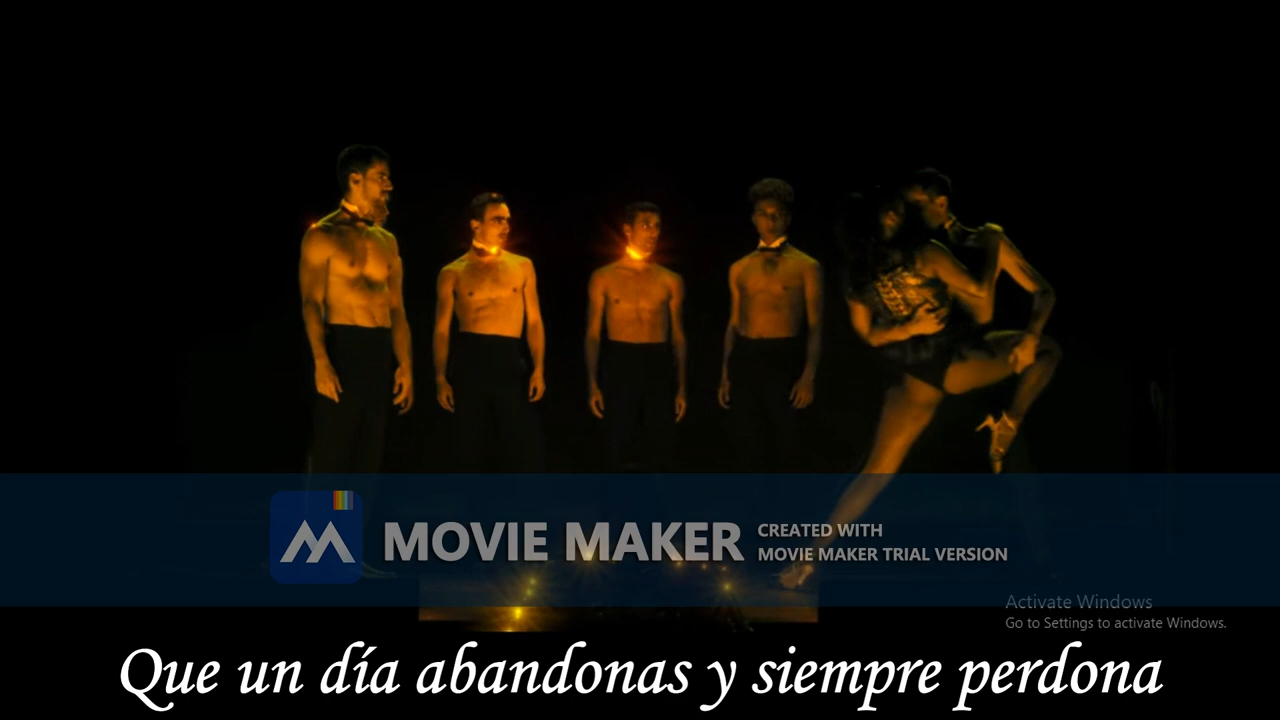 MOVIE MAKER
CREATED WITH
MOVIE MAKER TRIAL VERSION
Activate Windows
Go to Settings to activate Windows.
Que un día abandonas y siempre perdona